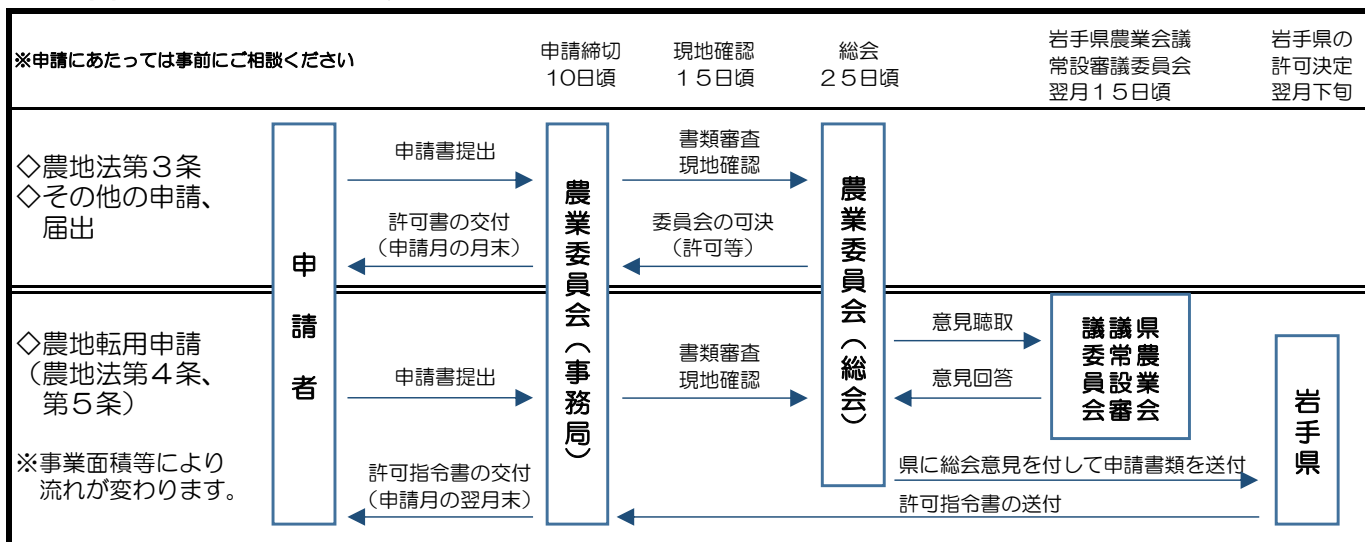 ※申請にあたっては事前にご相談ください
申請締切
10日頃
現地確認
15日頃
総会
25日頃
岩手県農業会議
常設審議委員会
翌月15日頃
岩手県の
許可決定
翌月下旬
◇農地法第3条
◇その他の申請、
届出
申請者
申請書提出
許可書の交付
(申請月の月末)
農業委員会(事務局)
書類審査
現地確認
委員会の可決
(許可等)
農業委員会(総会)
◇農地転用申請
(農地法第4条、
第5条)
※事業面積等により
流れが変わります。
申請書提出
許可指令書の交付
(申請月の翌月末)
書類審査
現地確認
意見聴取
意見回答
県農業会
議常設審
議委員会
県に総会意見を付して申請書類を送付
許可指令書の送付
岩手県